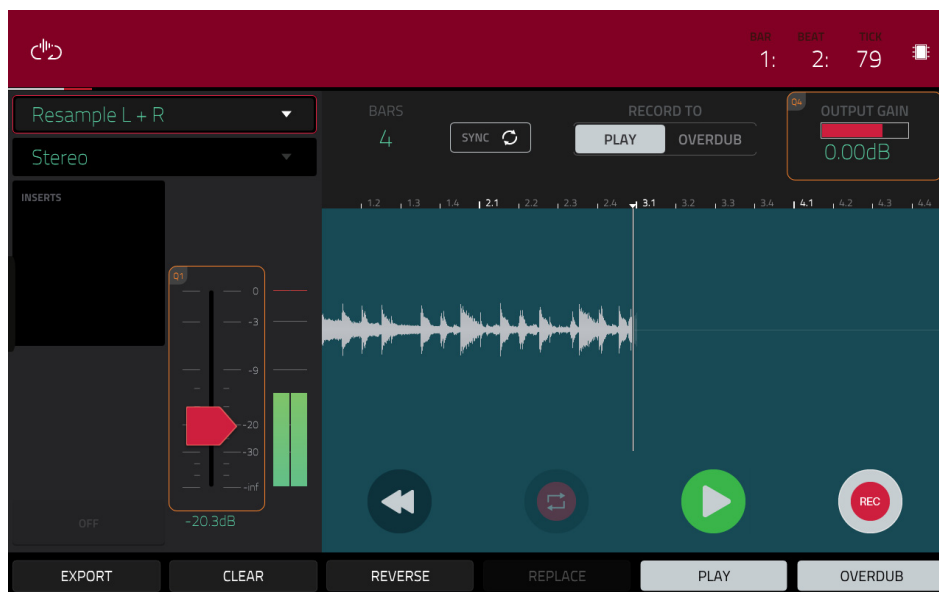 BAR BEAT TICK
1: 2: 79
Resample L + R
Stereo
BARS
4
SYNC
RECORD TO
PLAY OVERDUB
Q4
OUTPUT GAIN
0.00dB
INSERTS
1.2 1.3 1.4 2.1 2.2 2.3 2.4 3.1 3.2 3.3 3.4 4.1 4.2 4.3 4.4
Q1
0
-3
-9
-20
-30
-inf
OFF
-20.3dB
REC
EXPORT CLEAR REVERSE REPLACE PLAY OVERDUB